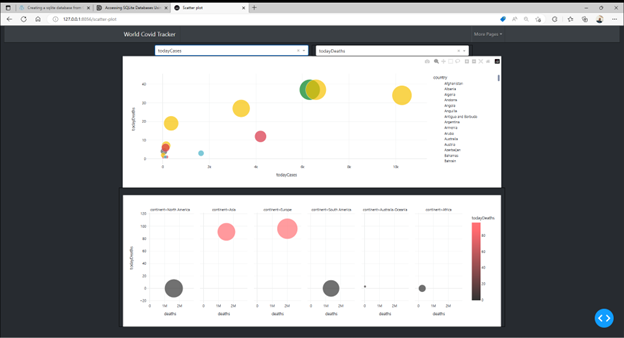 Creating a sqlite database from
Accessing SQLite Databases Usi
Scatter plot
127.0.0.1:8056/scatter-plot
World Covid Tracker
More Pages
todayCases
todayDeaths
country
Afghanistan
Albania
Algeria
Andorra
Angola
Anguilla
Antigua and Barbuda
Argentina
Armenia
Aruba
Australia
Austria
Azerbaijan
Bahamas
Bahrain
todayDeaths
40
30
20
10
0
0
2k
4k
6k
8k
10k
todayCases
continent=North America
continent=Asia
continent=Europe
continent=South America
continent=Australia-Oceania
continent=Africa
todayDeaths
120
100
80
60
40
20
0
−20
0 1M 2M
0 1M 2M
0 1M 2M
0 1M 2M
0 1M 2M
0 1M 2M
deaths
deaths
deaths
deaths
deaths
deaths
todayDeaths
80
60
40
20
0